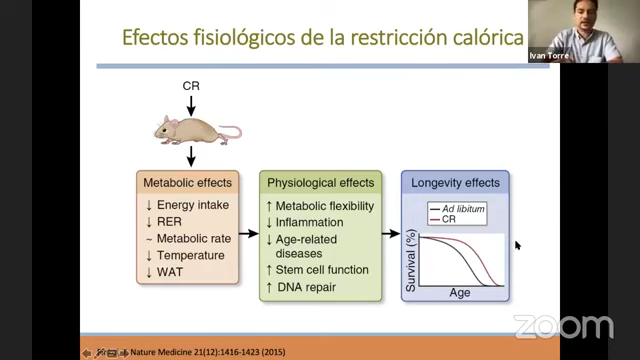 Efectos fisiológicos de la restricción calórica
Ivan Torre
CR
Metabolic effects
↓ Energy intake
↓ RER
~ Metabolic rate
↓ Temperature
↓ WAT
Physiological effects
↑ Metabolic flexibility
↓ Inflammation
↓ Age-related
diseases
↑ Stem cell function
↑ DNA repair
Longevity effects
Ad libitum
CR
Survival (%)
Age
Nature Medicine 21(12):1416-1423 (2015)
zoom